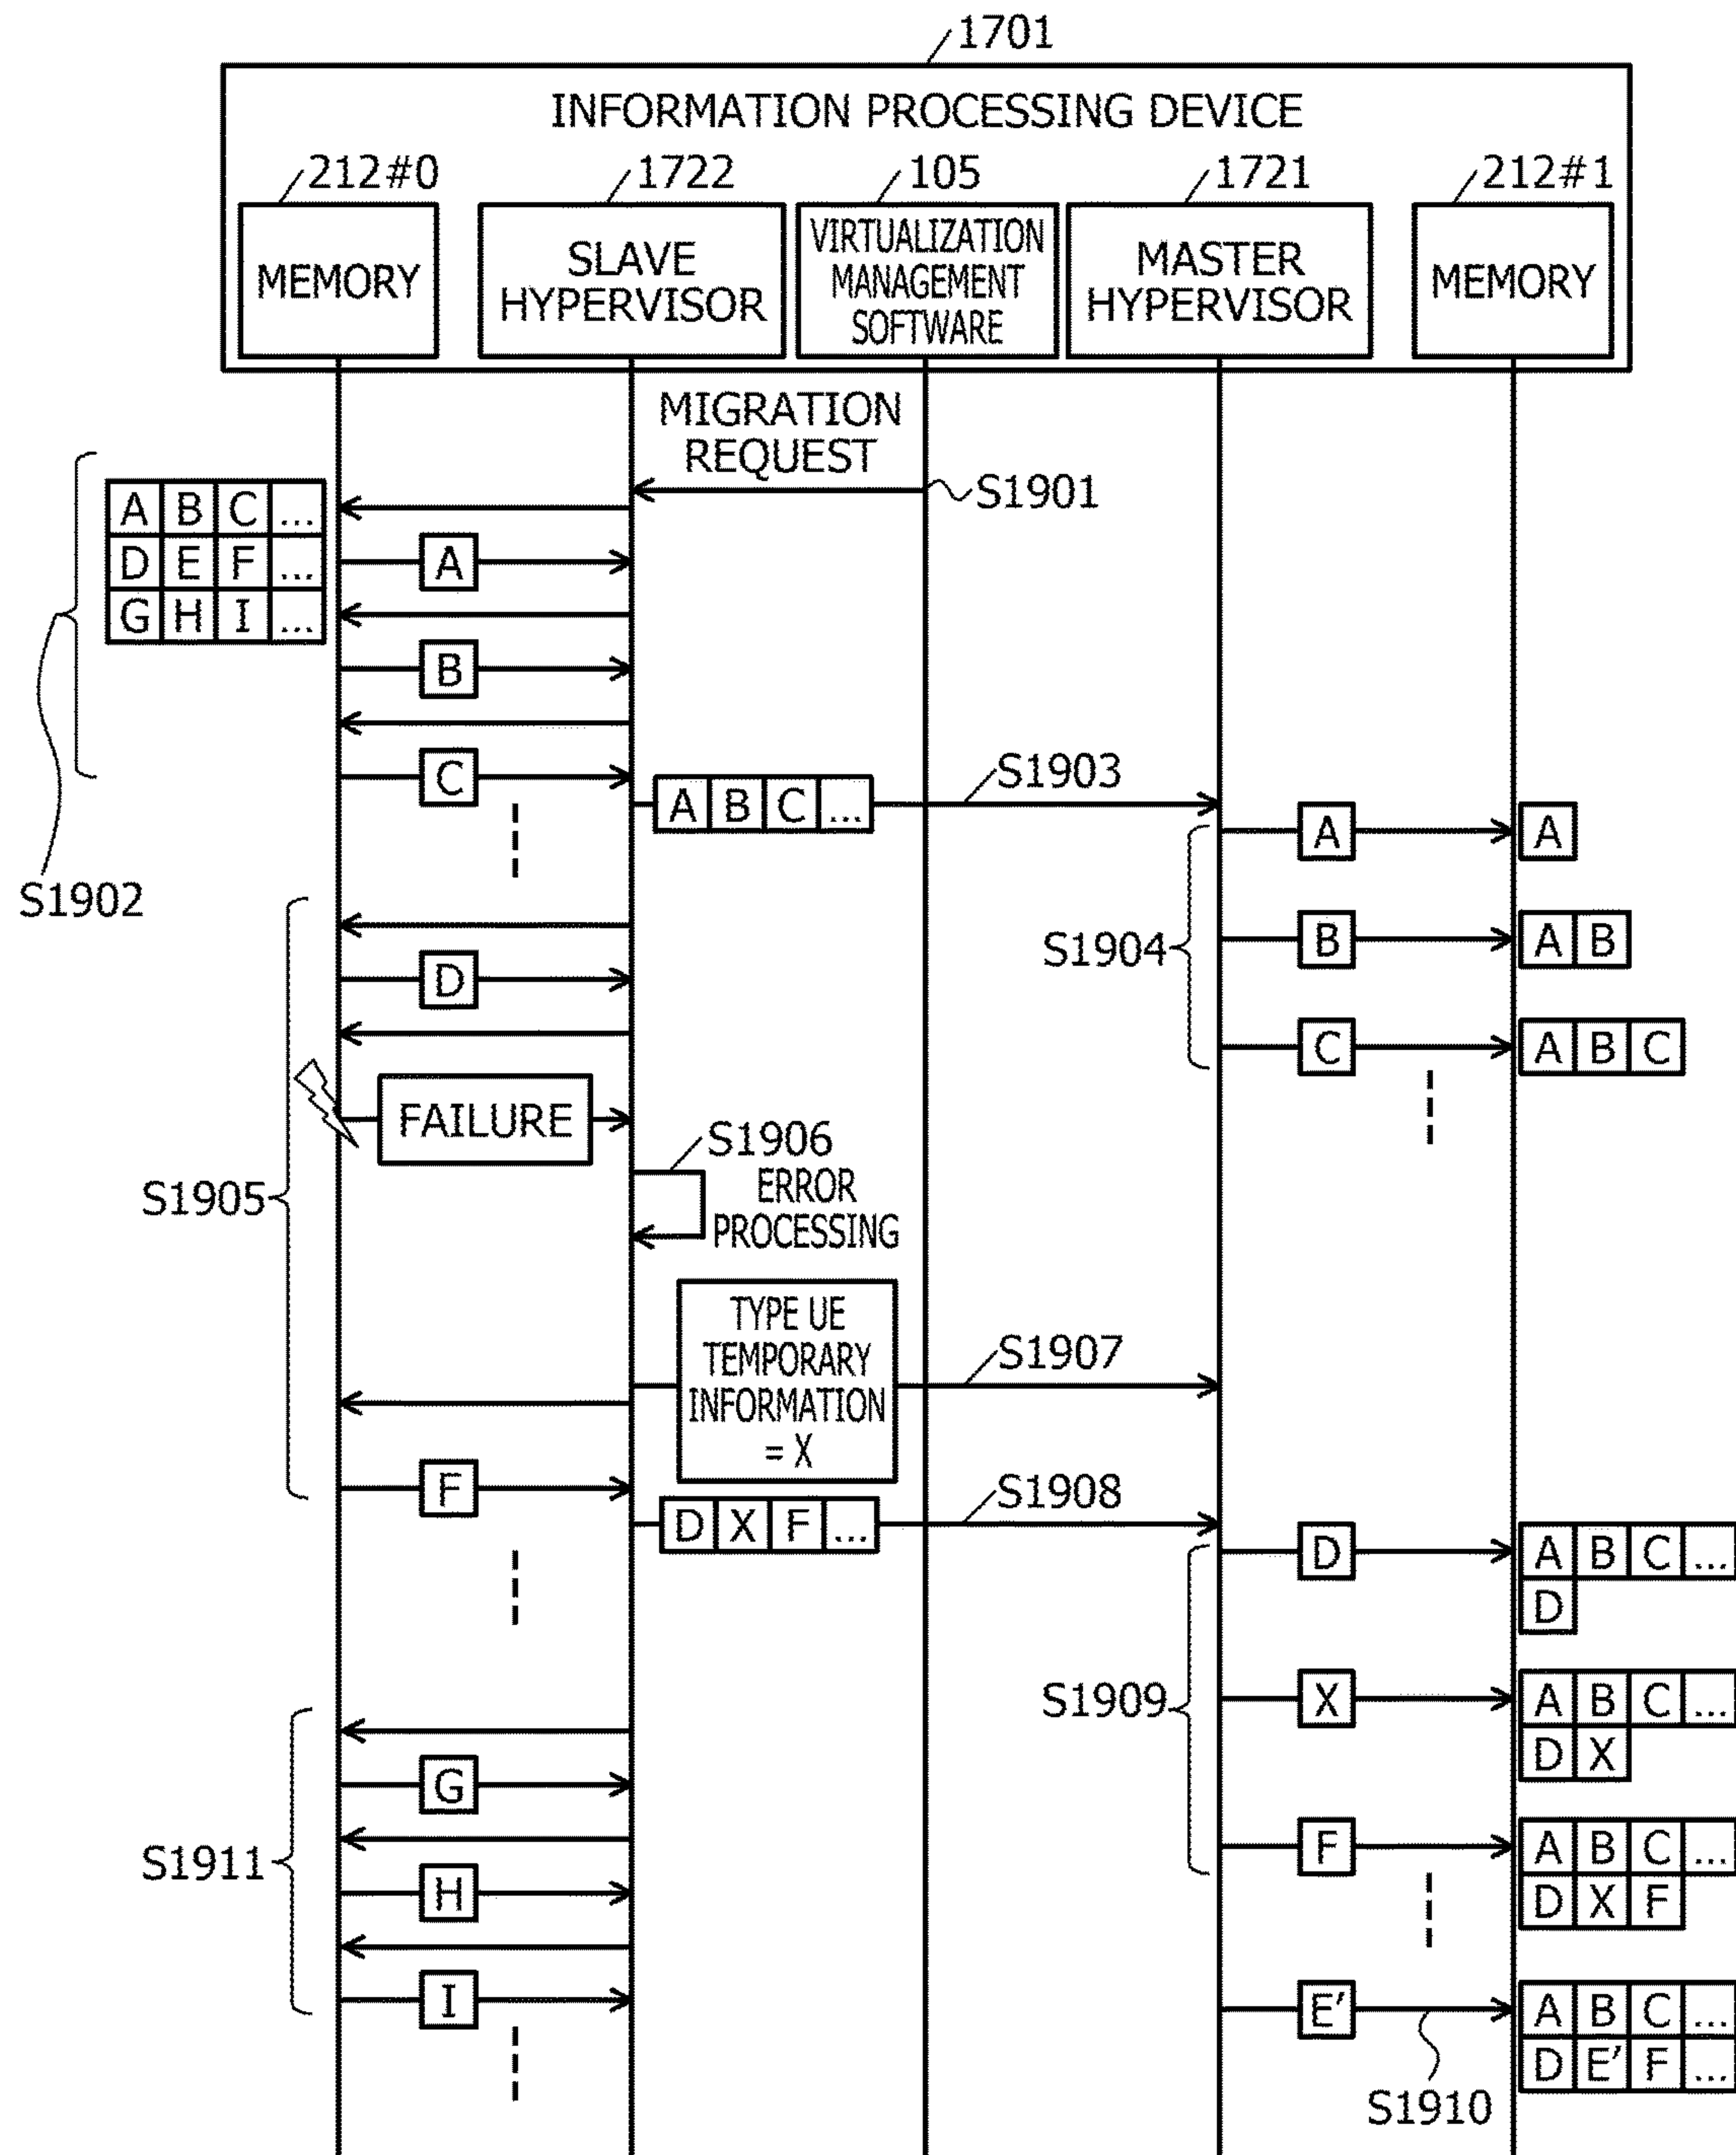 1701
INFORMATION PROCESSING DEVICE
212#0 1722 105 1721 212#1
MEMORY
SLAVE
HYPERVISOR
VIRTUALIZATION
MANAGEMENT
SOFTWARE
MASTER
HYPERVISOR
MEMORY
MIGRATION
REQUEST
S1901
A B C ...
D E F ...
G H I ...
A
B
C
S1902
A B C ...
S1903
A A
S1904
B A B
C A B C
D
FAILURE
S1905
S1906
ERROR
PROCESSING
TYPE UE
TEMPORARY
INFORMATION
= X
S1907
F
D X F ...
S1908
D A B C ...
D
S1909
X A B C ...
D X
F A B C ...
D X F
S1911
G
H
I
E' A B C ...
D E' F ...
S1910